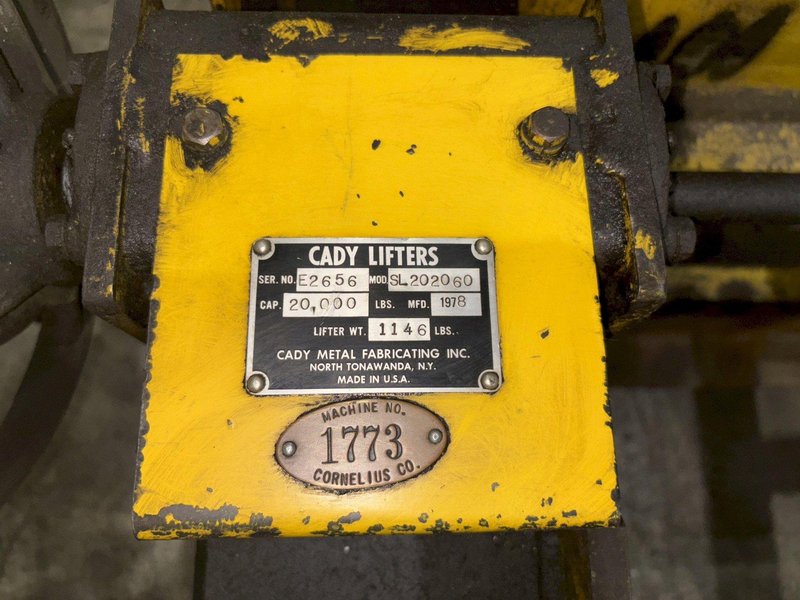 CADY LIFTERS
SER. NO. E2656 MOD. SL202060
CAP. 20,000 LBS. MFD. 1978
LIFTER WT. 1146 LBS.
CADY METAL FABRICATING INC.
NORTH TONAWANDA, N.Y.
MADE IN U.S.A.
MACHINE NO.
1773
CORNELIUS CO.